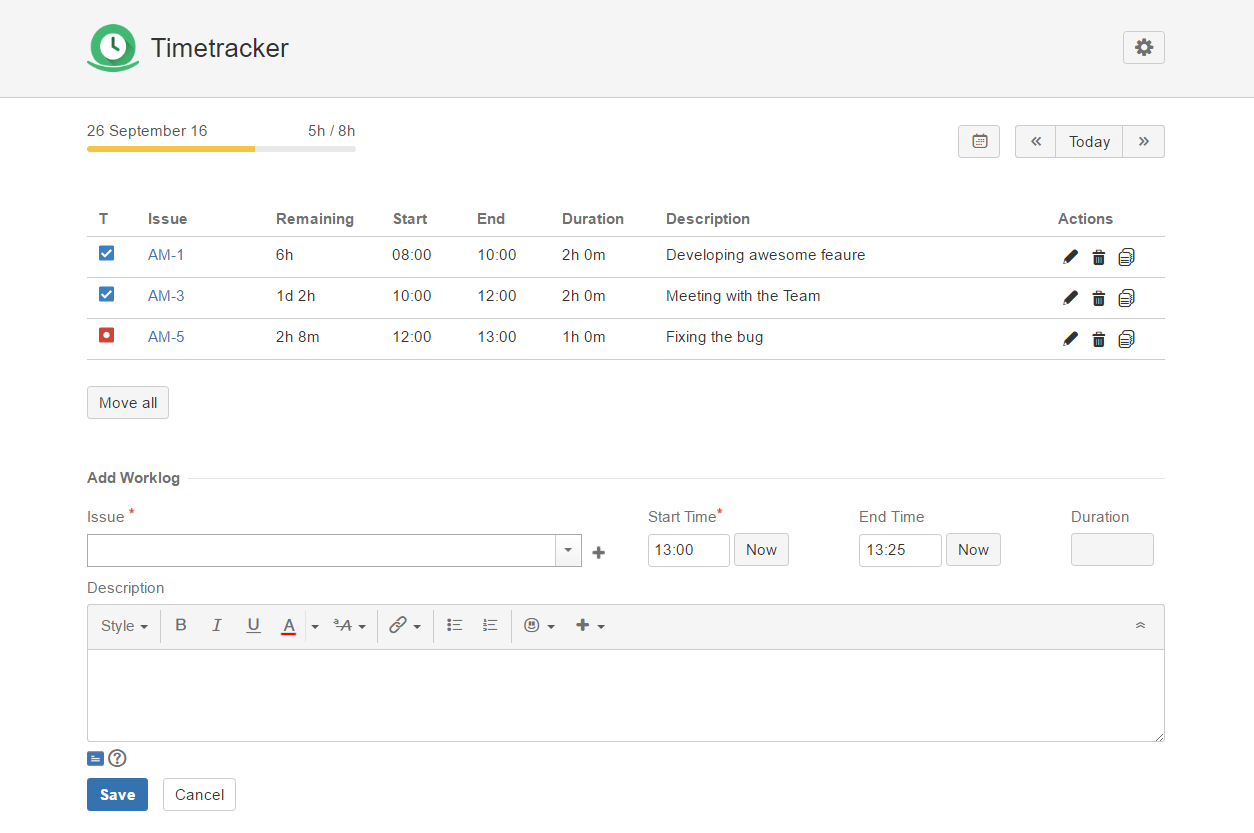 Timetracker
26 September 16 5h / 8h
« Today »
T Issue Remaining Start End Duration Description Actions
AM-1 6h 08:00 10:00 2h 0m Developing awesome feaure
AM-3 1d 2h 10:00 12:00 2h 0m Meeting with the Team
AM-5 2h 8m 12:00 13:00 1h 0m Fixing the bug
Move all
Add Worklog
Issue * Start Time* End Time Duration
13:00 Now 13:25 Now
Description
Style B I U A ªA
Save Cancel